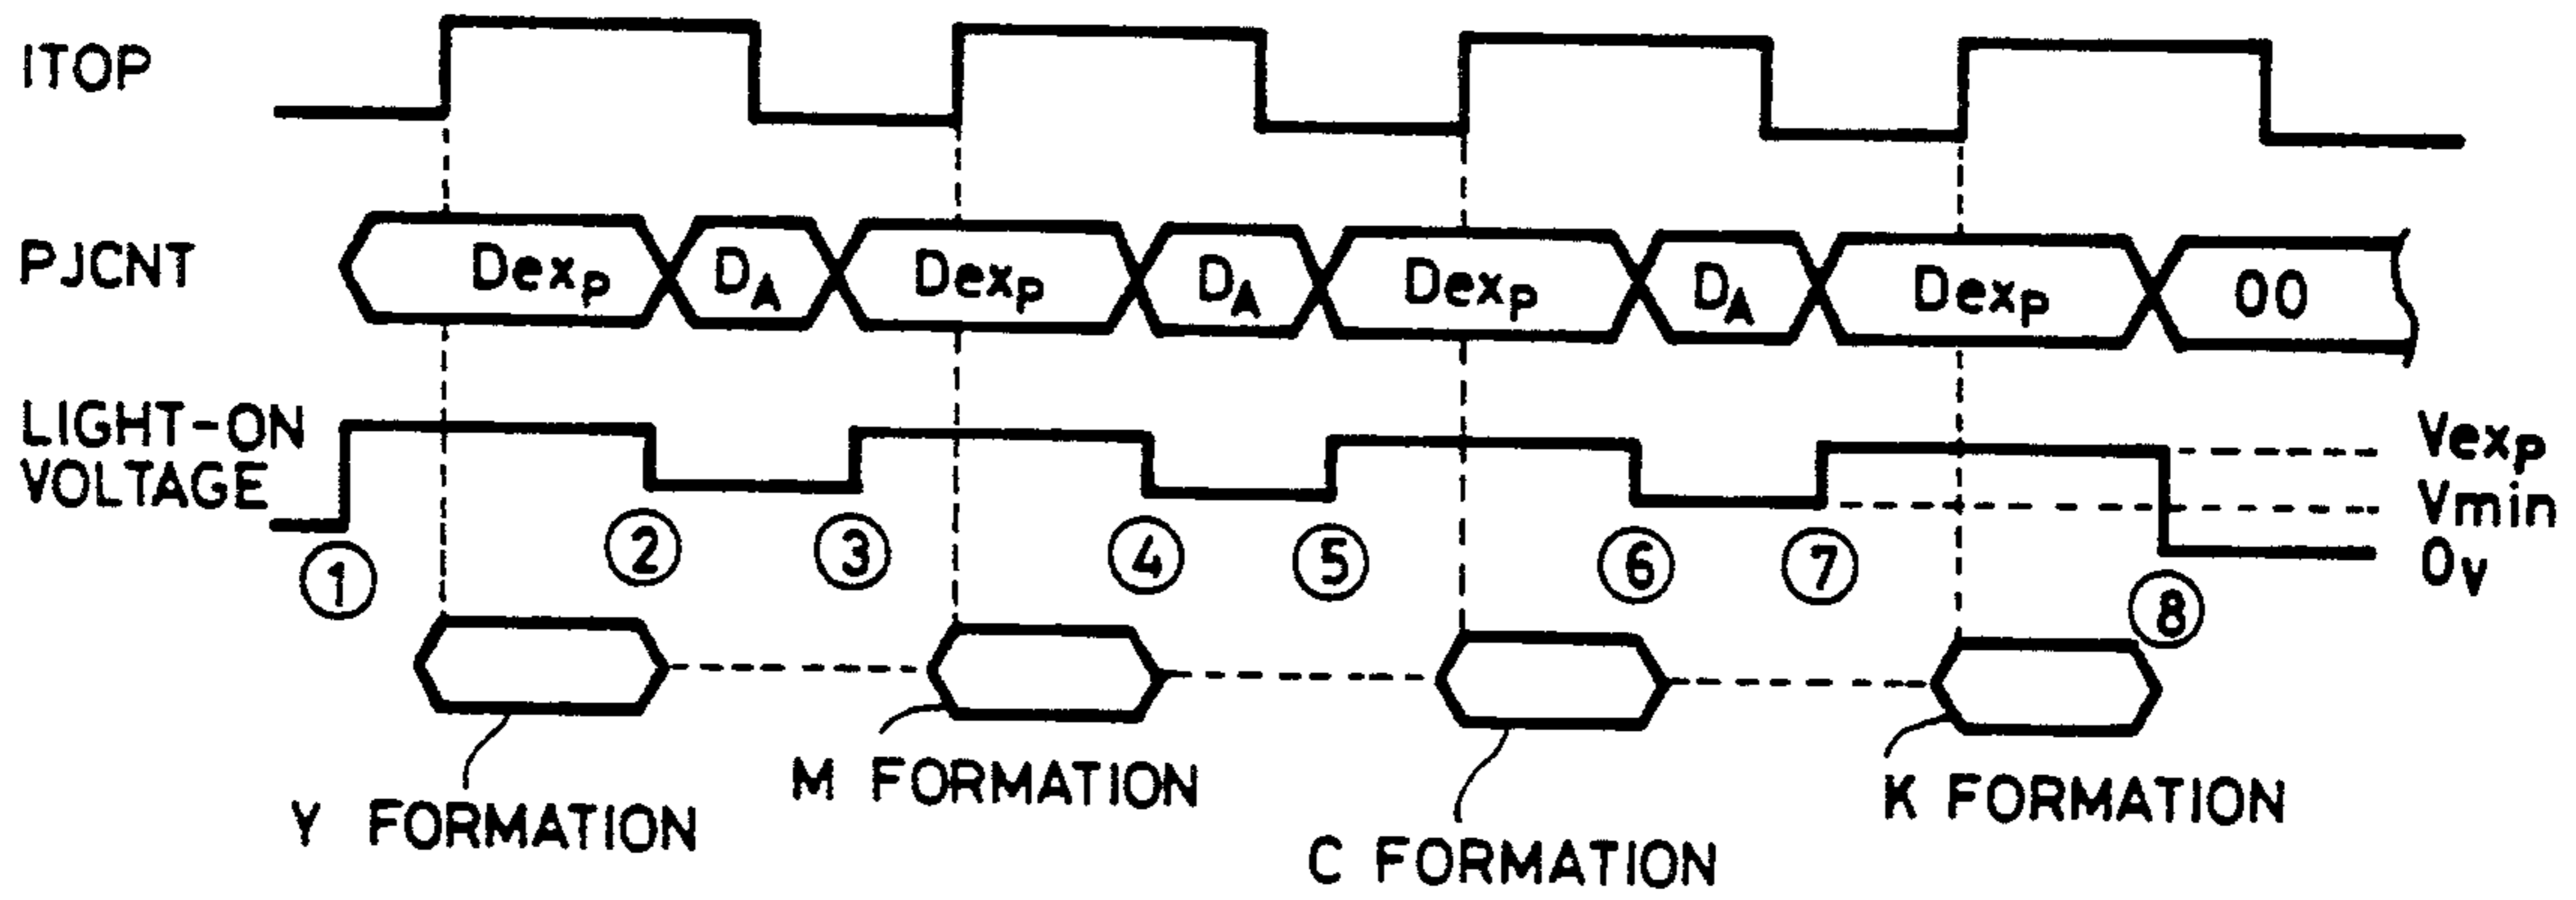 ITOP
PJCNT
Dexp
DA
Dexp
DA
Dexp
DA
Dexp
00
LIGHT-ON
VOLTAGE
Vexp
Vmin
0v
1
2
3
4
5
6
7
8
Y FORMATION
M FORMATION
C FORMATION
K FORMATION